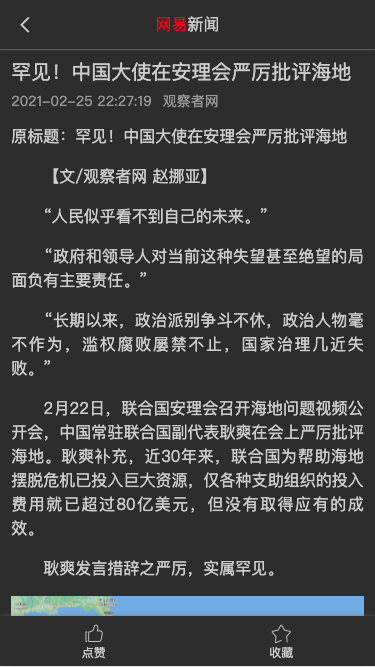 网易新闻
罕见！中国大使在安理会严厉批评海地
2021-02-25 22:27:19 观察者网
原标题：罕见！中国大使在安理会严厉批评海地
【文/观察者网 赵挪亚】
“人民似乎看不到自己的未来。”
“政府和领导人对当前这种失望甚至绝望的局
面负有主要责任。”
“长期以来，政治派别争斗不休，政治人物毫
不作为，滥权腐败屡禁不止，国家治理几近失
败。”
2月22日，联合国安理会召开海地问题视频公
开会，中国常驻联合国副代表耿爽在会上严厉批评
海地。耿爽补充，近30年来，联合国为帮助海地
摆脱危机已投入巨大资源，仅各种支助组织的投入
费用就已超过80亿美元，但没有取得应有的成
效。
耿爽发言措辞之严厉，实属罕见。
点赞
收藏